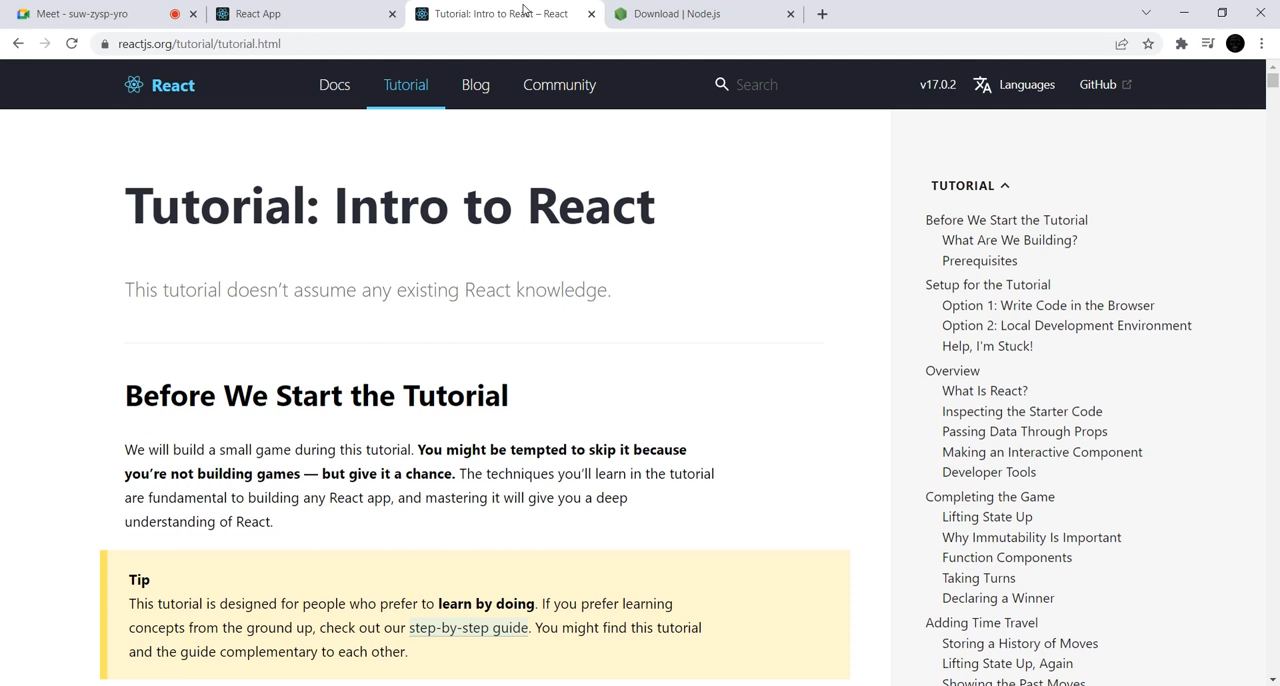 Meet - suw-zysp-yro
React App
Tutorial: Intro to React – React
Download | Node.js
reactjs.org/tutorial/tutorial.html
React
Docs
Tutorial
Blog
Community
Search
v17.0.2
Languages
GitHub
Tutorial: Intro to React
This tutorial doesn’t assume any existing React knowledge.
Before We Start the Tutorial
We will build a small game during this tutorial. You might be tempted to skip it because
you’re not building games — but give it a chance. The techniques you’ll learn in the tutorial
are fundamental to building any React app, and mastering it will give you a deep
understanding of React.
Tip
This tutorial is designed for people who prefer to learn by doing. If you prefer learning
concepts from the ground up, check out our step-by-step guide. You might find this tutorial
and the guide complementary to each other.
TUTORIAL
Before We Start the Tutorial
What Are We Building?
Prerequisites
Setup for the Tutorial
Option 1: Write Code in the Browser
Option 2: Local Development Environment
Help, I'm Stuck!
Overview
What Is React?
Inspecting the Starter Code
Passing Data Through Props
Making an Interactive Component
Developer Tools
Completing the Game
Lifting State Up
Why Immutability Is Important
Function Components
Taking Turns
Declaring a Winner
Adding Time Travel
Storing a History of Moves
Lifting State Up, Again
Showing the Past Moves